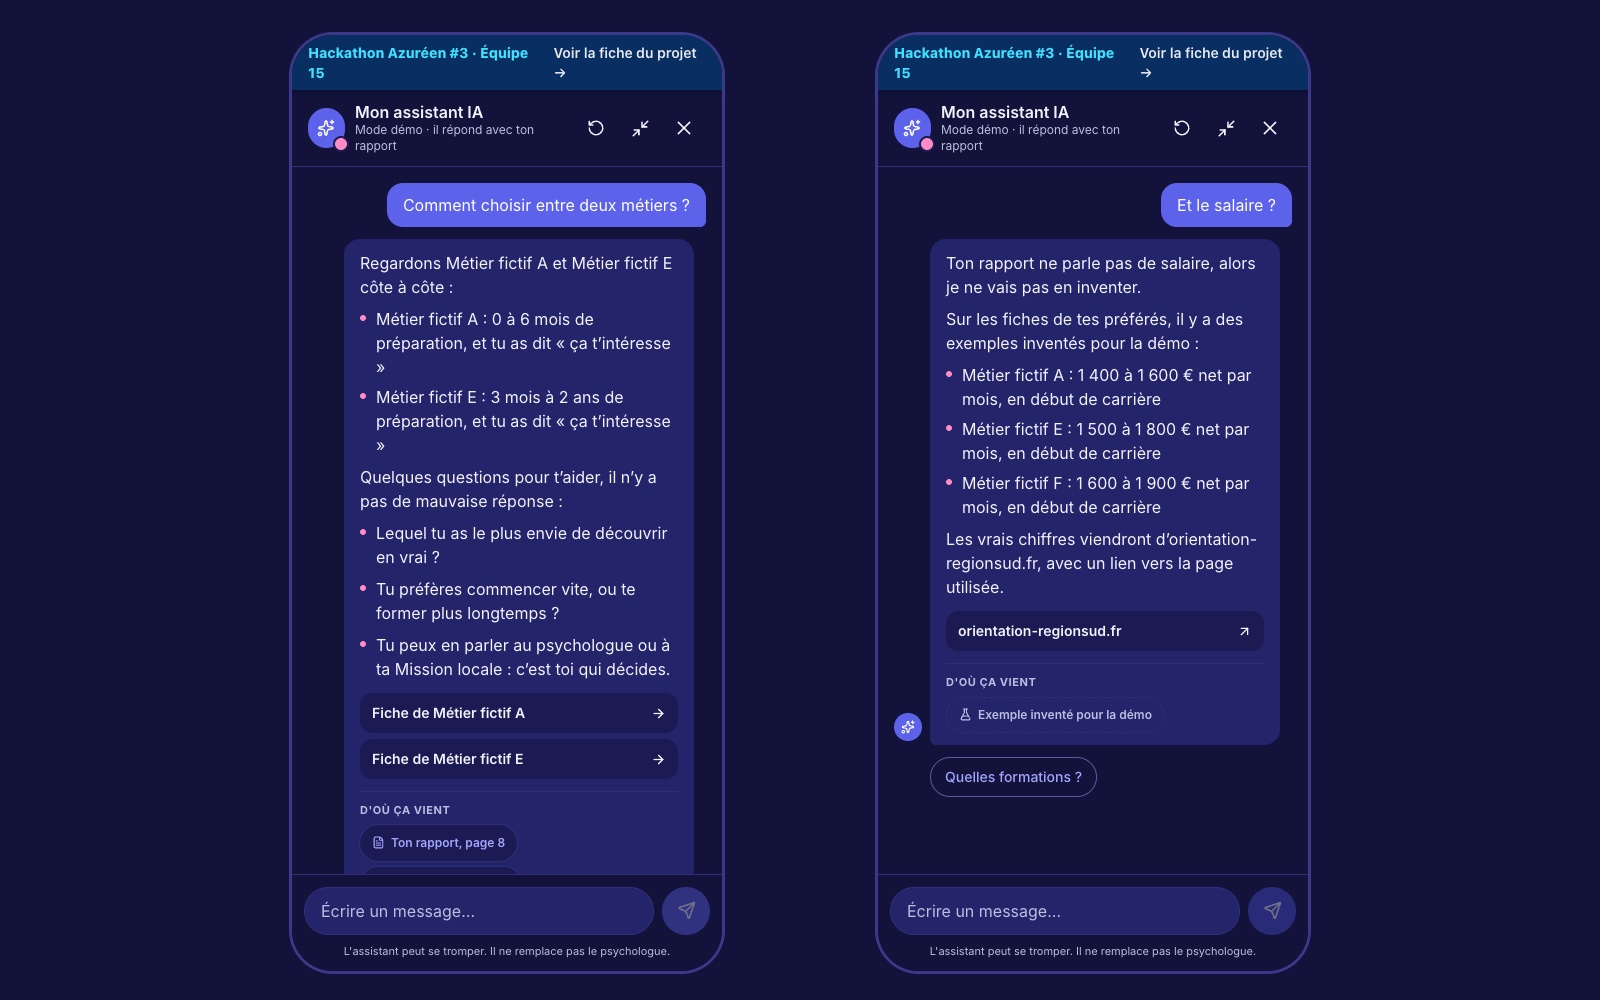 Hackathon Azuréen #3 · Équipe
15
Voir la fiche du projet
→
Mon assistant IA
Mode démo · il répond avec ton
rapport
Comment choisir entre deux métiers ?
Regardons Métier fictif A et Métier fictif E
côte à côte :
• Métier fictif A : 0 à 6 mois de
préparation, et tu as dit « ça t’intéresse
»
• Métier fictif E : 3 mois à 2 ans de
préparation, et tu as dit « ça t’intéresse
»
Quelques questions pour t’aider, il n’y a
pas de mauvaise réponse :
• Lequel tu as le plus envie de découvrir
en vrai ?
• Tu préfères commencer vite, ou te
former plus longtemps ?
• Tu peux en parler au psychologue ou à
ta Mission locale : c’est toi qui décides.
Fiche de Métier fictif A →
Fiche de Métier fictif E →
D'OÙ ÇA VIENT
Ton rapport, page 8
Écrire un message...
L'assistant peut se tromper. Il ne remplace pas le psychologue.
Hackathon Azuréen #3 · Équipe
15
Voir la fiche du projet
→
Mon assistant IA
Mode démo · il répond avec ton
rapport
Et le salaire ?
Ton rapport ne parle pas de salaire, alors
je ne vais pas en inventer.
Sur les fiches de tes préférés, il y a des
exemples inventés pour la démo :
• Métier fictif A : 1 400 à 1 600 € net par
mois, en début de carrière
• Métier fictif E : 1 500 à 1 800 € net par
mois, en début de carrière
• Métier fictif F : 1 600 à 1 900 € net par
mois, en début de carrière
Les vrais chiffres viendront d’orientation-
regionsud.fr, avec un lien vers la page
utilisée.
orientation-regionsud.fr
D'OÙ ÇA VIENT
Exemple inventé pour la démo
Quelles formations ?
Écrire un message...
L'assistant peut se tromper. Il ne remplace pas le psychologue.